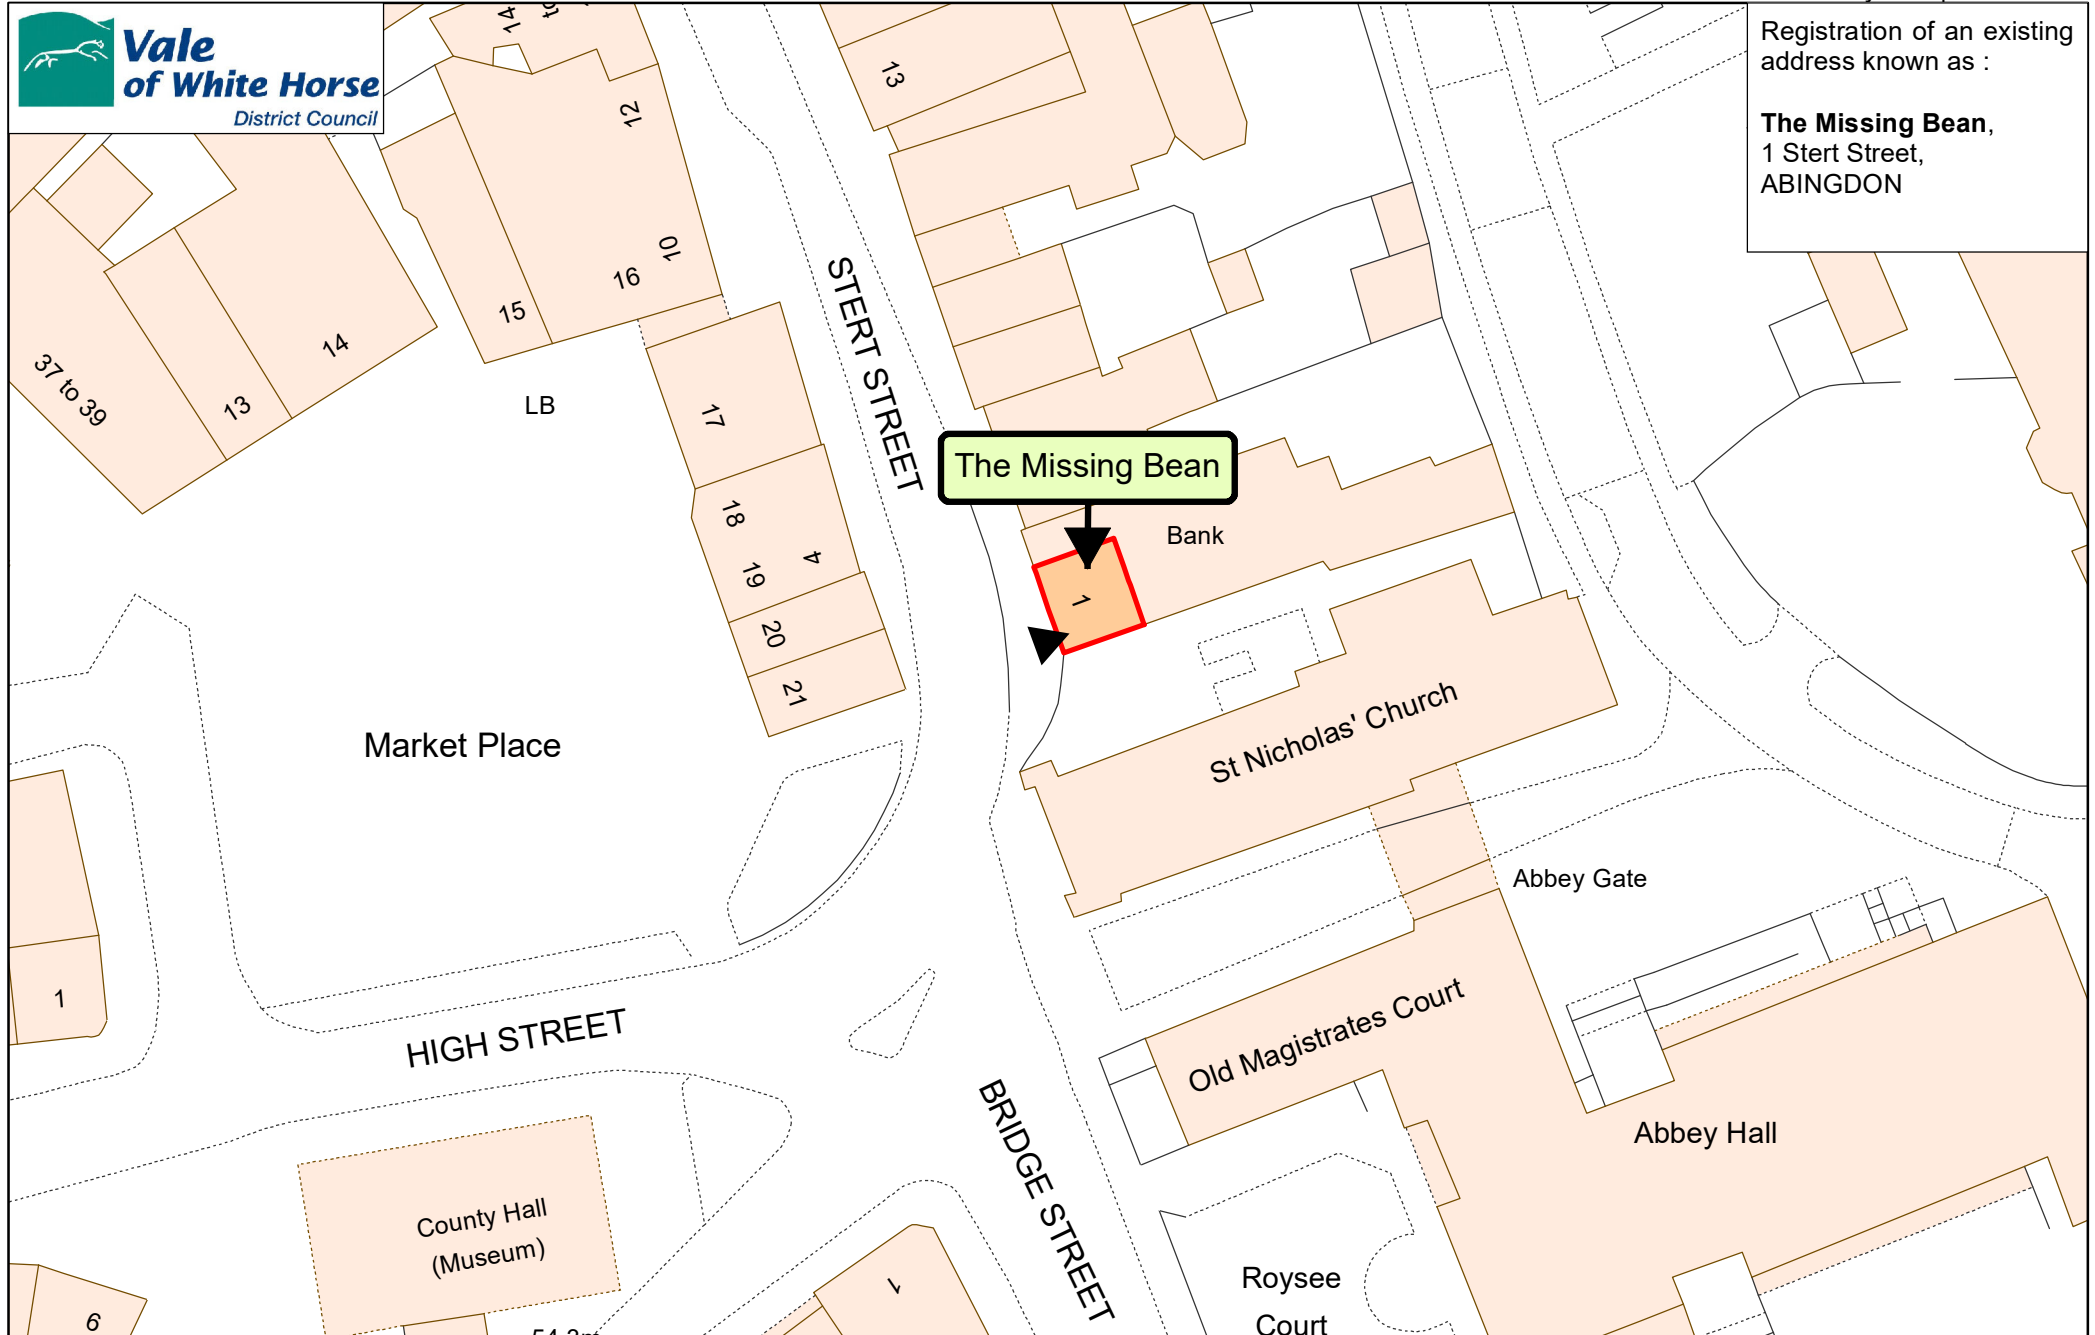 Vale
of White Horse
District Council
Registration of an existing
address known as :
The Missing Bean,
1 Stert Street,
ABINGDON
14
to
12
13
10
16
15
14
13
37 to 39
LB
STERT STREET
17
18
19
4
20
21
The Missing Bean
Bank
1
St Nicholas' Church
Market Place
Abbey Gate
1
HIGH STREET
Old Magistrates Court
BRIDGE STREET
Abbey Hall
County Hall
(Museum)
1
6
Roysee
Court